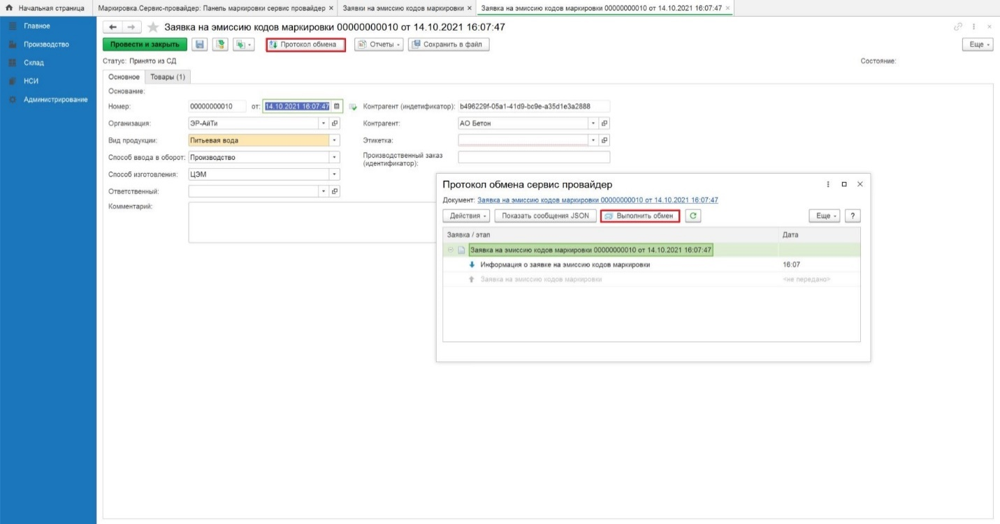 Начальная страница
Маркировка.Сервис-провайдер: Панель маркировки сервис провайдер ×
Заявки на эмиссию кодов маркировки ×
Заявка на эмиссию кодов маркировки 00000000010 от 14.10.2021 16:07:47 ×
Главное
Производство
Склад
НСИ
Администрирование
Заявка на эмиссию кодов маркировки 00000000010 от 14.10.2021 16:07:47
Провести и закрыть
Протокол обмена
Отчеты
Сохранить в файл
Еще
Статус: Принято из СД
Состояние:
Основное Товары (1)
Основание:
Номер: 00000000010 от: 14.10.2021 16:07:47
Контрагент (индетификатор): b496229f-05a1-41d9-bc9e-a35d1e3a2888
Организация: ЭР-АйТи
Контрагент: АО Бетон
Вид продукции: Питьевая вода
Этикетка:
Способ ввода в оборот: Производство
Производственный заказ
(идентификатор):
Способ изготовления: ЦЭМ
Ответственный:
Комментарий:
Протокол обмена сервис провайдер
Документ: Заявка на эмиссию кодов маркировки 00000000010 от 14.10.2021 16:07:47
Действия Показать сообщения JSON Выполнить обмен Еще ?
Заявка / этап Дата
Заявка на эмиссию кодов маркировки 00000000010 от 14.10.2021 16:07:47
Информация о заявке на эмиссию кодов маркировки 16:07
Заявка на эмиссию кодов маркировки <не передано>